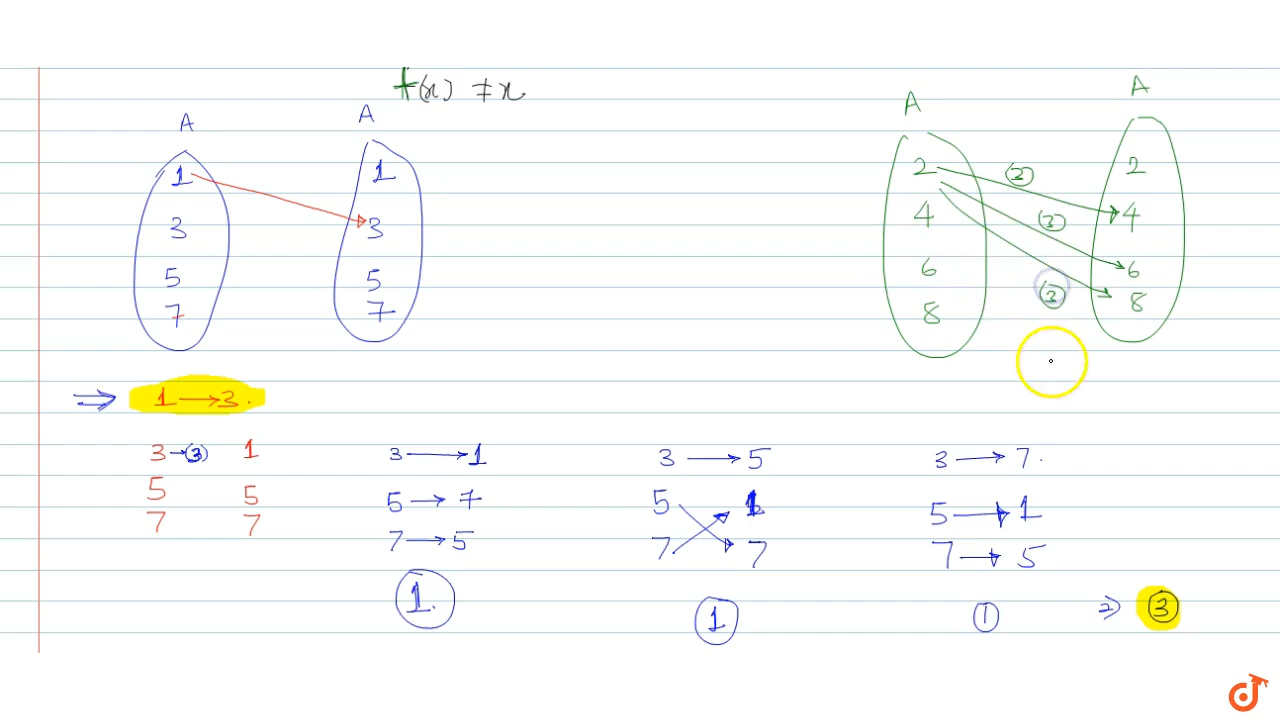 f(x) ≠ x
A A A A
1 1 2 ② 2
3 3 4 ③ 4
5 5 6 6
7 7 8 ③ 8
⇒ 1 → 3.
3 → ③ 1 3 → 1 3 → 5 3 → 7.
5 5 5 → 7 5 1 5 → 1
7 7 7 → 5 7 7 7 → 5
① ① ① ⇒ ③